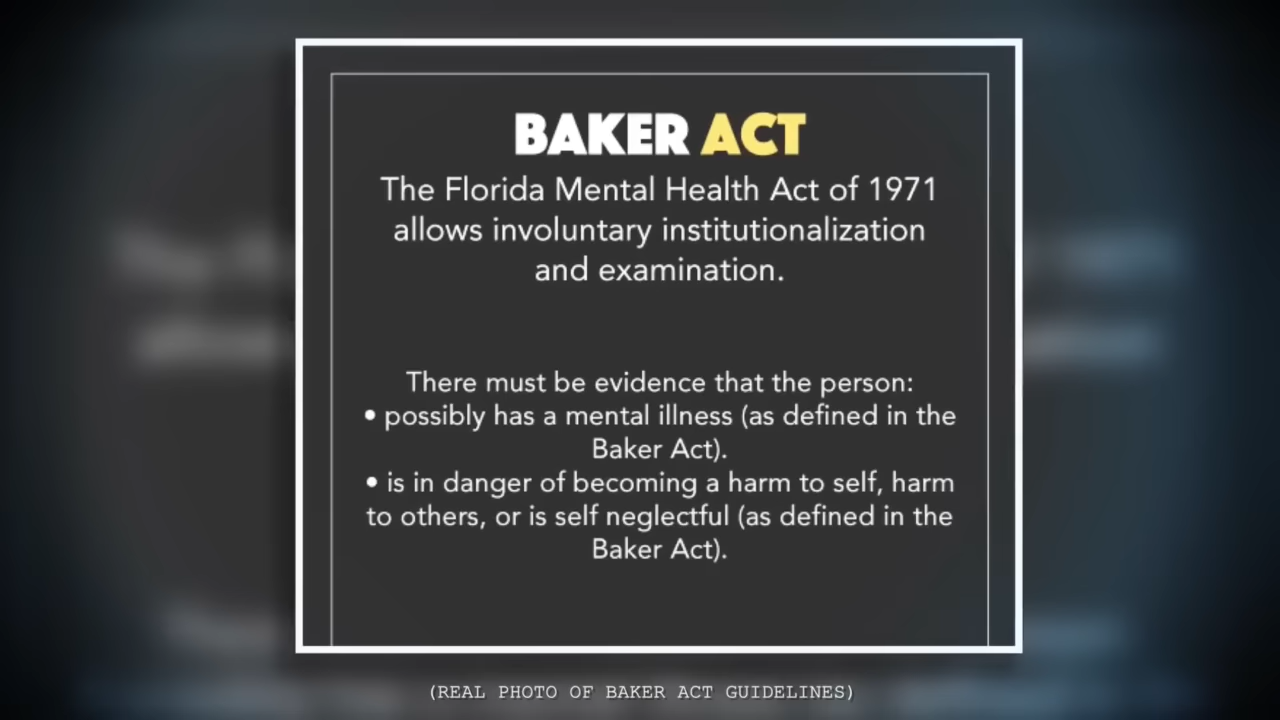 BAKER ACT
The Florida Mental Health Act of 1971
allows involuntary institutionalization
and examination.
There must be evidence that the person:
• possibly has a mental illness (as defined in the
Baker Act).
• is in danger of becoming a harm to self, harm
to others, or is self neglectful (as defined in the
Baker Act).
(REAL PHOTO OF BAKER ACT GUIDELINES)